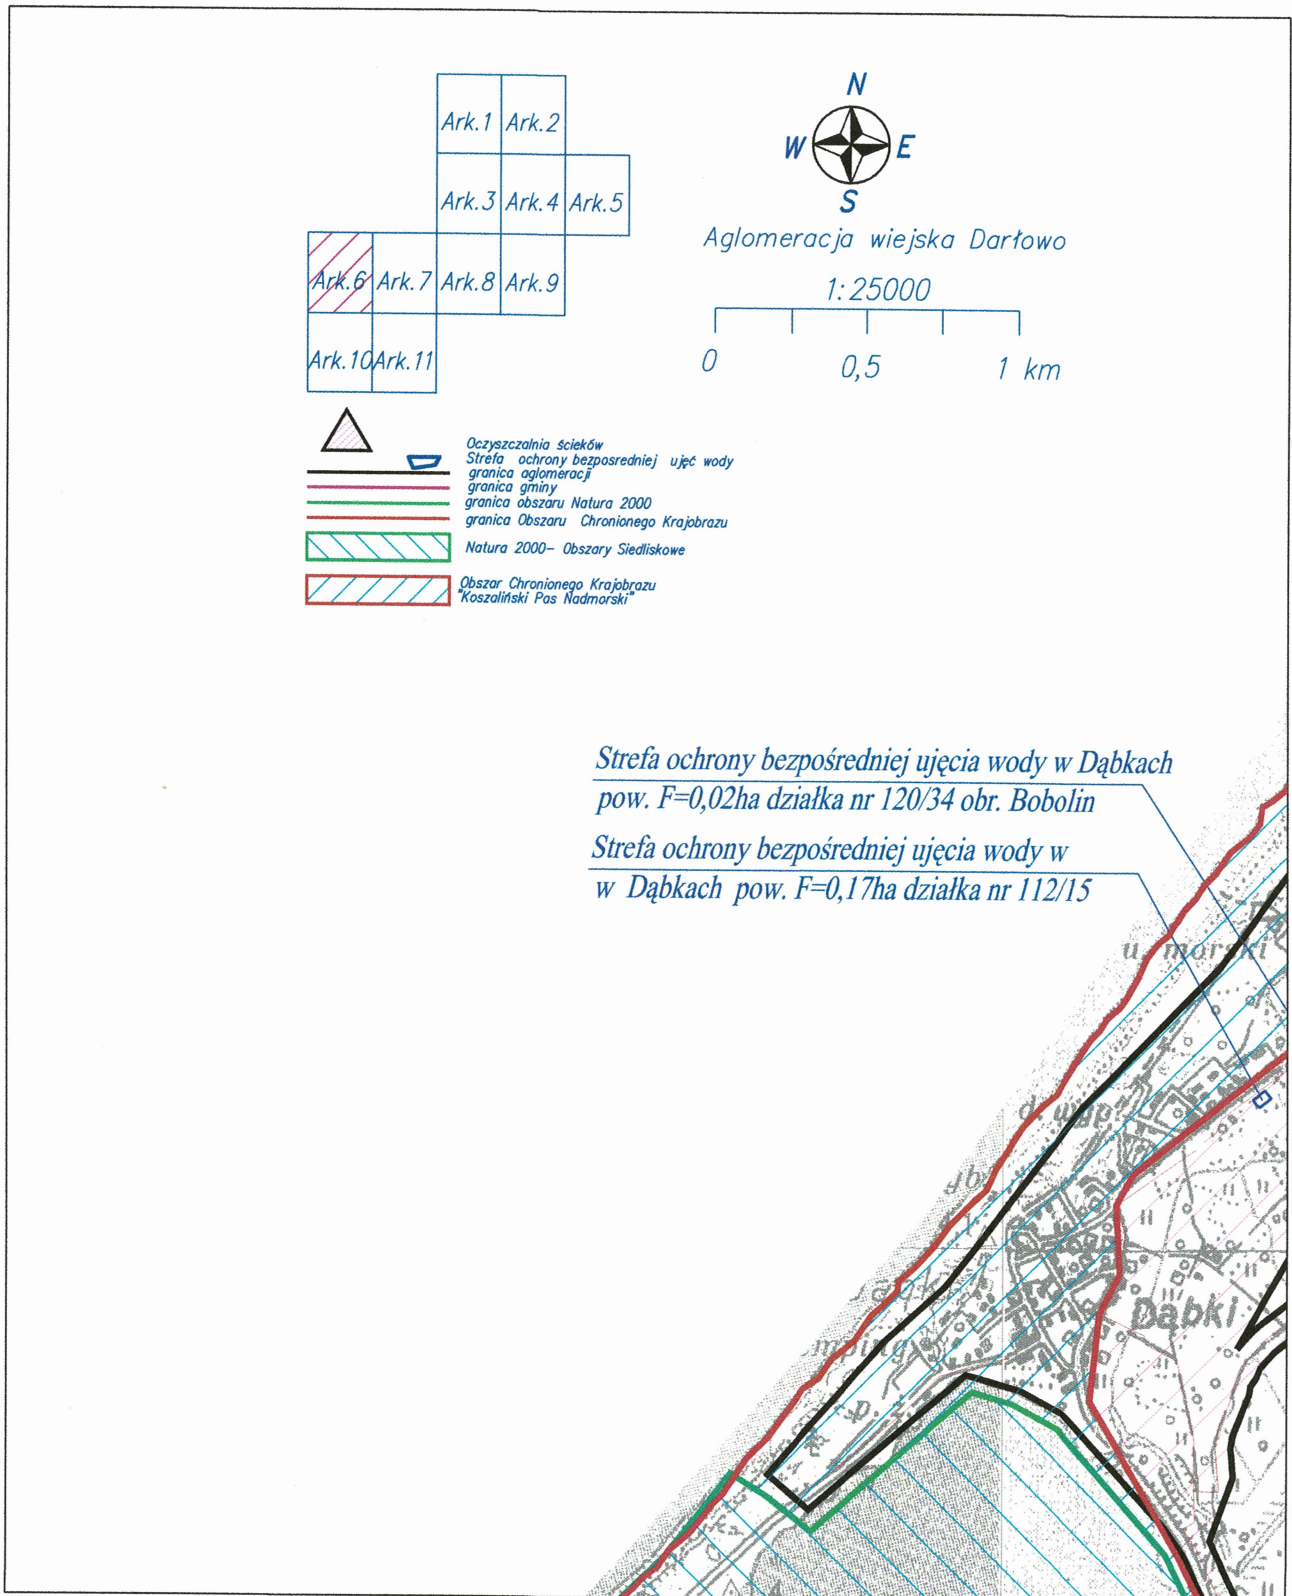 Ark.1 Ark.2
Ark.3 Ark.4 Ark.5
Ark.6 Ark.7 Ark.8 Ark.9
Ark.10 Ark.11
N
W E
S
Aglomeracja wiejska Darłowo
1:25000
0 0,5 1 km
Oczyszczalnia ścieków
Strefa ochrony bezposredniej ujęć wody
granica aglomeracji
granica gminy
granica obszaru Natura 2000
granica Obszaru Chronionego Krajobrazu
Natura 2000- Obszary Siedliskowe
Obszar Chronionego Krajobrazu
"Koszaliński Pas Nadmorski"
Strefa ochrony bezpośredniej ujęcia wody w Dąbkach
pow. F=0,02ha działka nr 120/34 obr. Bobolin
Strefa ochrony bezpośredniej ujęcia wody w
w Dąbkach pow. F=0,17ha działka nr 112/15
u. morski
d. wyp.
Dąbki